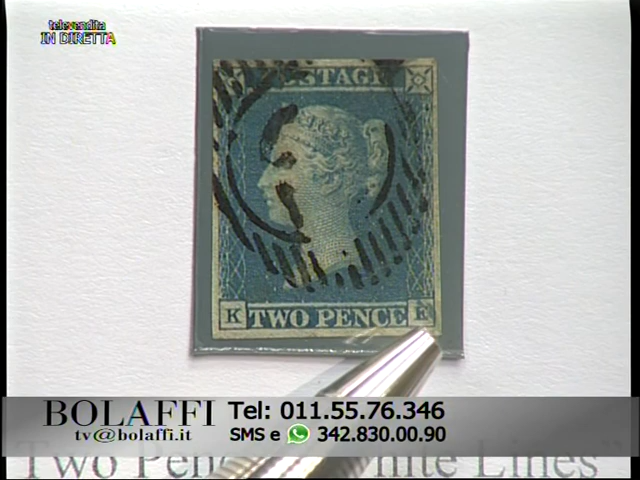 televendita
IN DIRETTA
POSTAGE
K TWO PENCE E
BOLAFFI
tv@bolaffi.it
Tel: 011.55.76.346
SMS e 342.830.00.90
Two Lines"